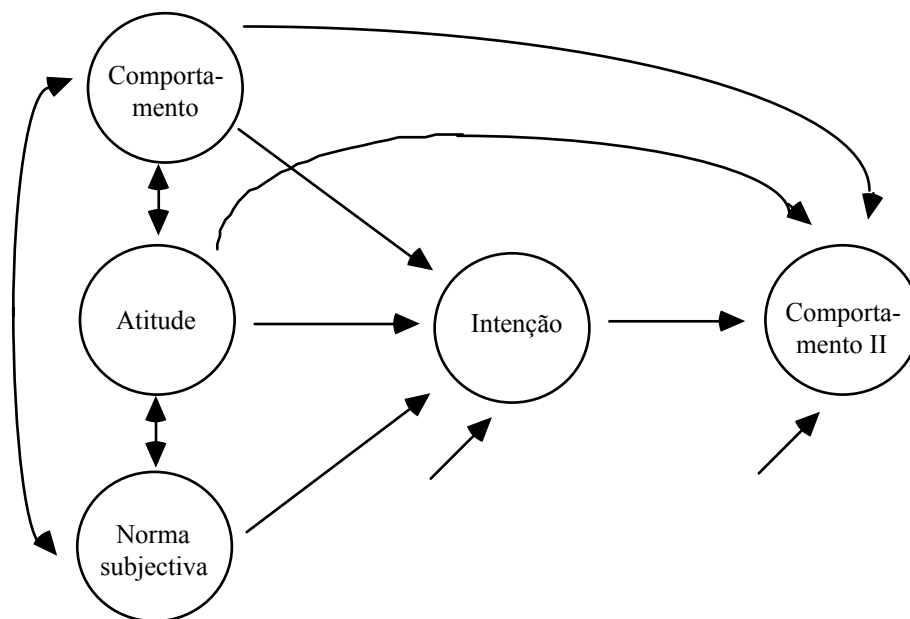 Comporta-
mento
Atitude
Intenção
Comporta-
mento II
Norma
subjectiva